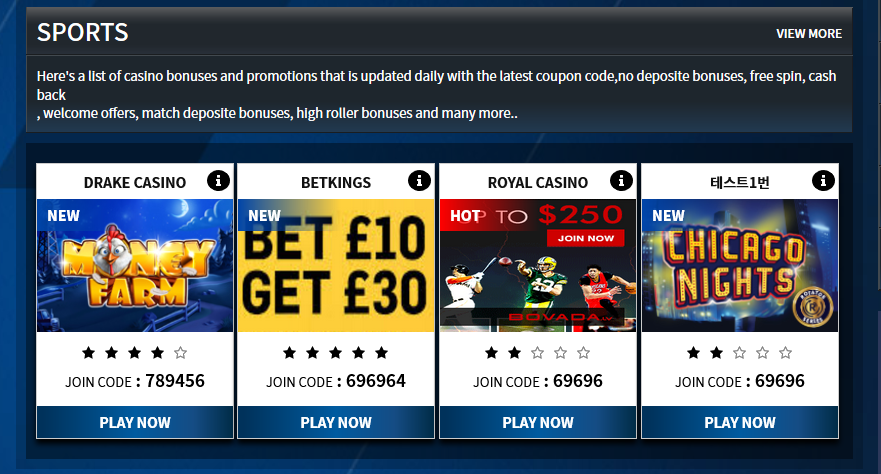 SPORTS
VIEW MORE
Here's a list of casino bonuses and promotions that is updated daily with the latest coupon code,no deposite bonuses, free spin, cash
back
, welcome offers, match deposite bonuses, high roller bonuses and many more..
DRAKE CASINO
NEW
MONEY
FARM
JOIN CODE : 789456
PLAY NOW
BETKINGS
NEW
BET £10
GET £30
JOIN CODE : 696964
PLAY NOW
ROYAL CASINO
HOT
UP TO $250
JOIN NOW
BOVADA.LV
JOIN CODE : 69696
PLAY NOW
테스트1번
NEW
CHICAGO
NIGHTS
JOIN CODE : 69696
PLAY NOW